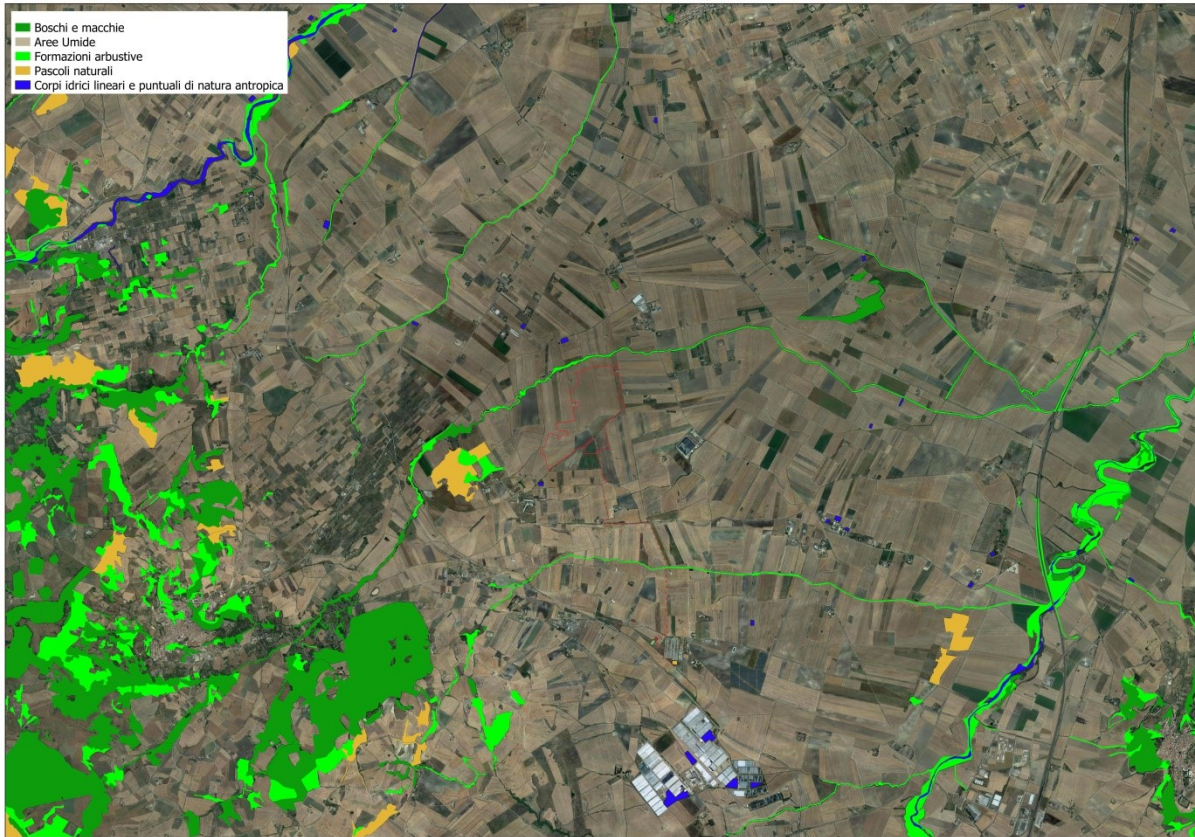 Boschi e macchie
Aree Umide
Formazioni arbustive
Pascoli naturali
Corpi idrici lineari e puntuali di natura antropica